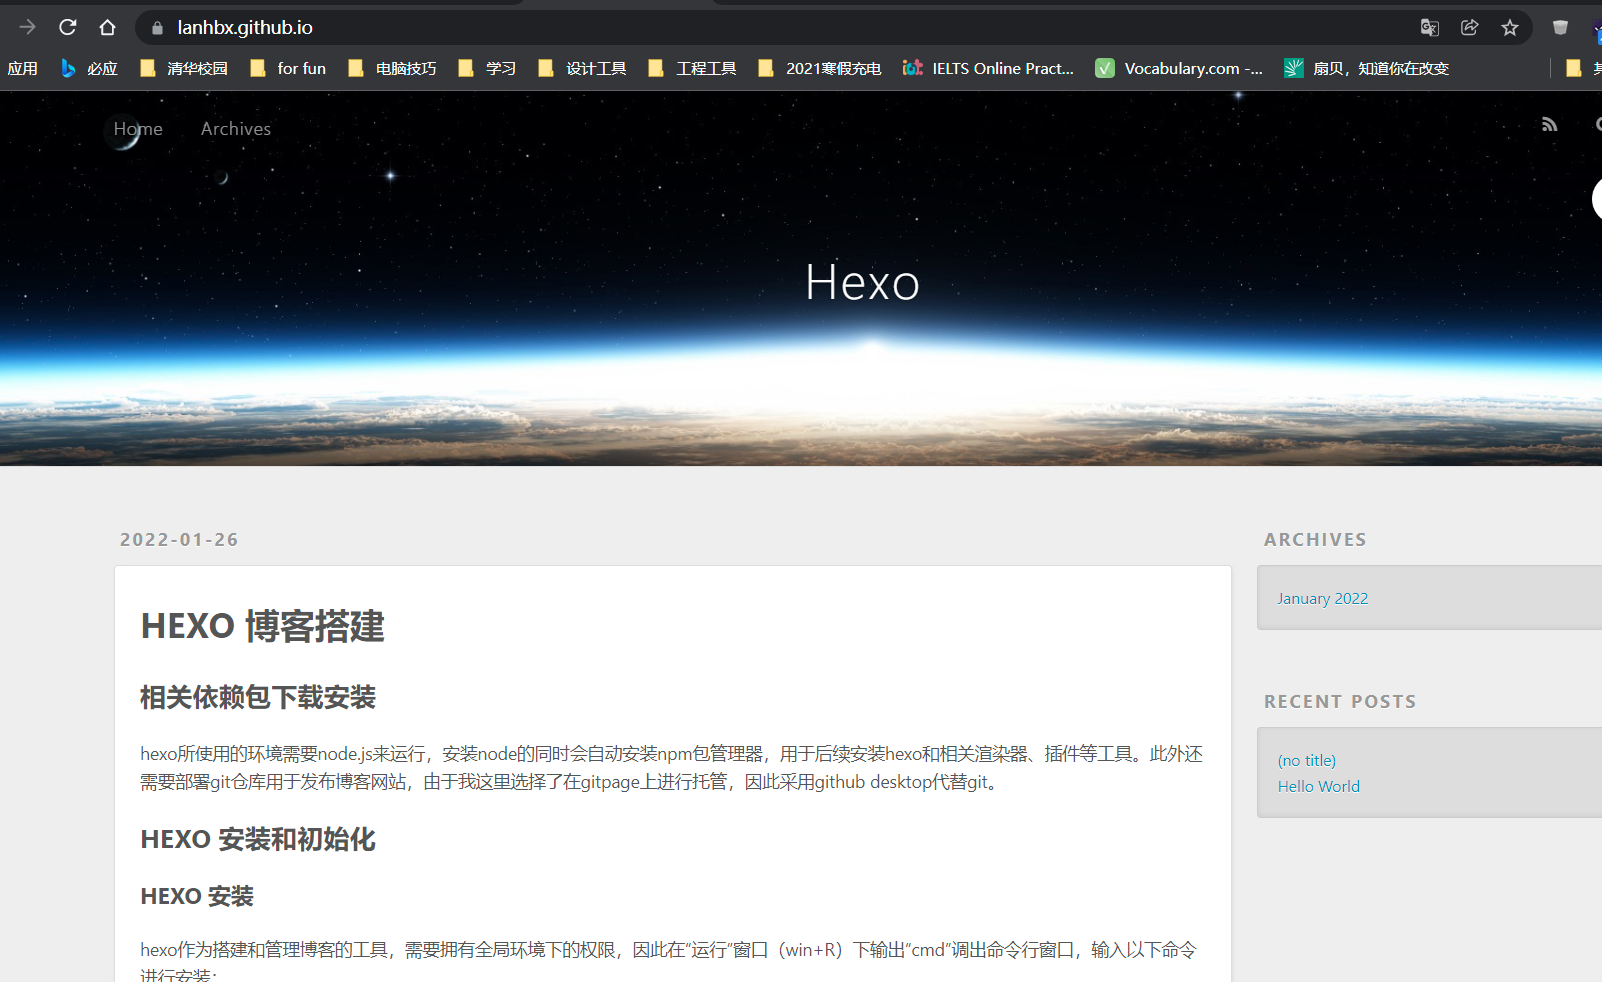 lanhbx.github.io
应用 必应 清华校园 for fun 电脑技巧 学习 设计工具 工程工具 2021寒假充电 IELTS Online Pract... Vocabulary.com -... 扇贝，知道你在改变
Home Archives
Hexo
2022-01-26
HEXO 博客搭建
相关依赖包下载安装
hexo所使用的环境需要node.js来运行，安装node的同时会自动安装npm包管理器，用于后续安装hexo和相关渲染器、插件等工具。此外还
需要部署git仓库用于发布博客网站，由于我这里选择了在gitpage上进行托管，因此采用github desktop代替git。
HEXO 安装和初始化
HEXO 安装
hexo作为搭建和管理博客的工具，需要拥有全局环境下的权限，因此在“运行”窗口（win+R）下输出“cmd”调出命令行窗口，输入以下命令
进行安装：
ARCHIVES
January 2022
RECENT POSTS
(no title)
Hello World